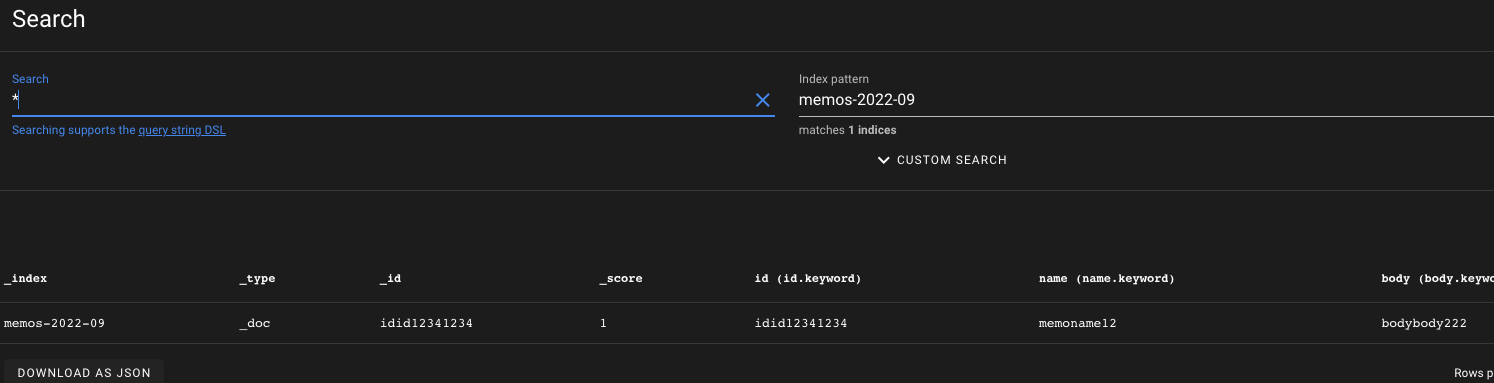 Search
Search
*
Searching supports the query string DSL
Index pattern
memos-2022-09
matches 1 indices
CUSTOM SEARCH
_index _type _id _score id (id.keyword) name (name.keyword) body (body.keywo
memos-2022-09 _doc idid12341234 1 idid12341234 memoname12 bodybody222
DOWNLOAD AS JSON
Rows p